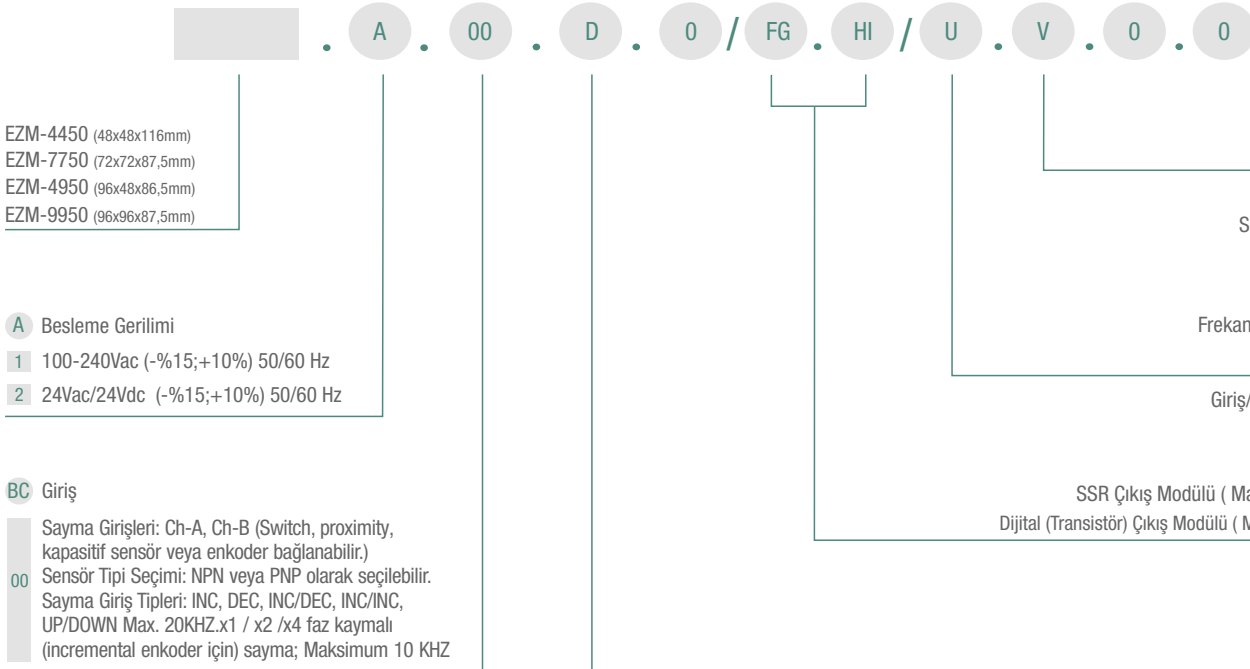 . A . 00 . D . 0 / FG . HI / U . V . 0 . 0
EZM-4450 (48x48x116mm)
EZM-7750 (72x72x87,5mm)
EZM-4950 (96x48x86,5mm)
EZM-9950 (96x96x87,5mm)
A Besleme Gerilimi
1 100-240Vac (-%15;+10%) 50/60 Hz
2 24Vac/24Vdc (-%15;+10%) 50/60 Hz
BC Giriş
Sayma Girişleri: Ch-A, Ch-B (Switch, proximity,
kapasitif sensör veya enkoder bağlanabilir.)
00 Sensör Tipi Seçimi: NPN veya PNP olarak seçilebilir.
Sayma Giriş Tipleri: INC, DEC, INC/DEC, INC/INC,
UP/DOWN Max. 20KHZ.x1 / x2 /x4 faz kaymalı
(incremental enkoder için) sayma; Maksimum 10 KHZ
S
Frekan
Giriş/
SSR Çıkış Modülü ( Ma
Dijital (Transistör) Çıkış Modülü ( M